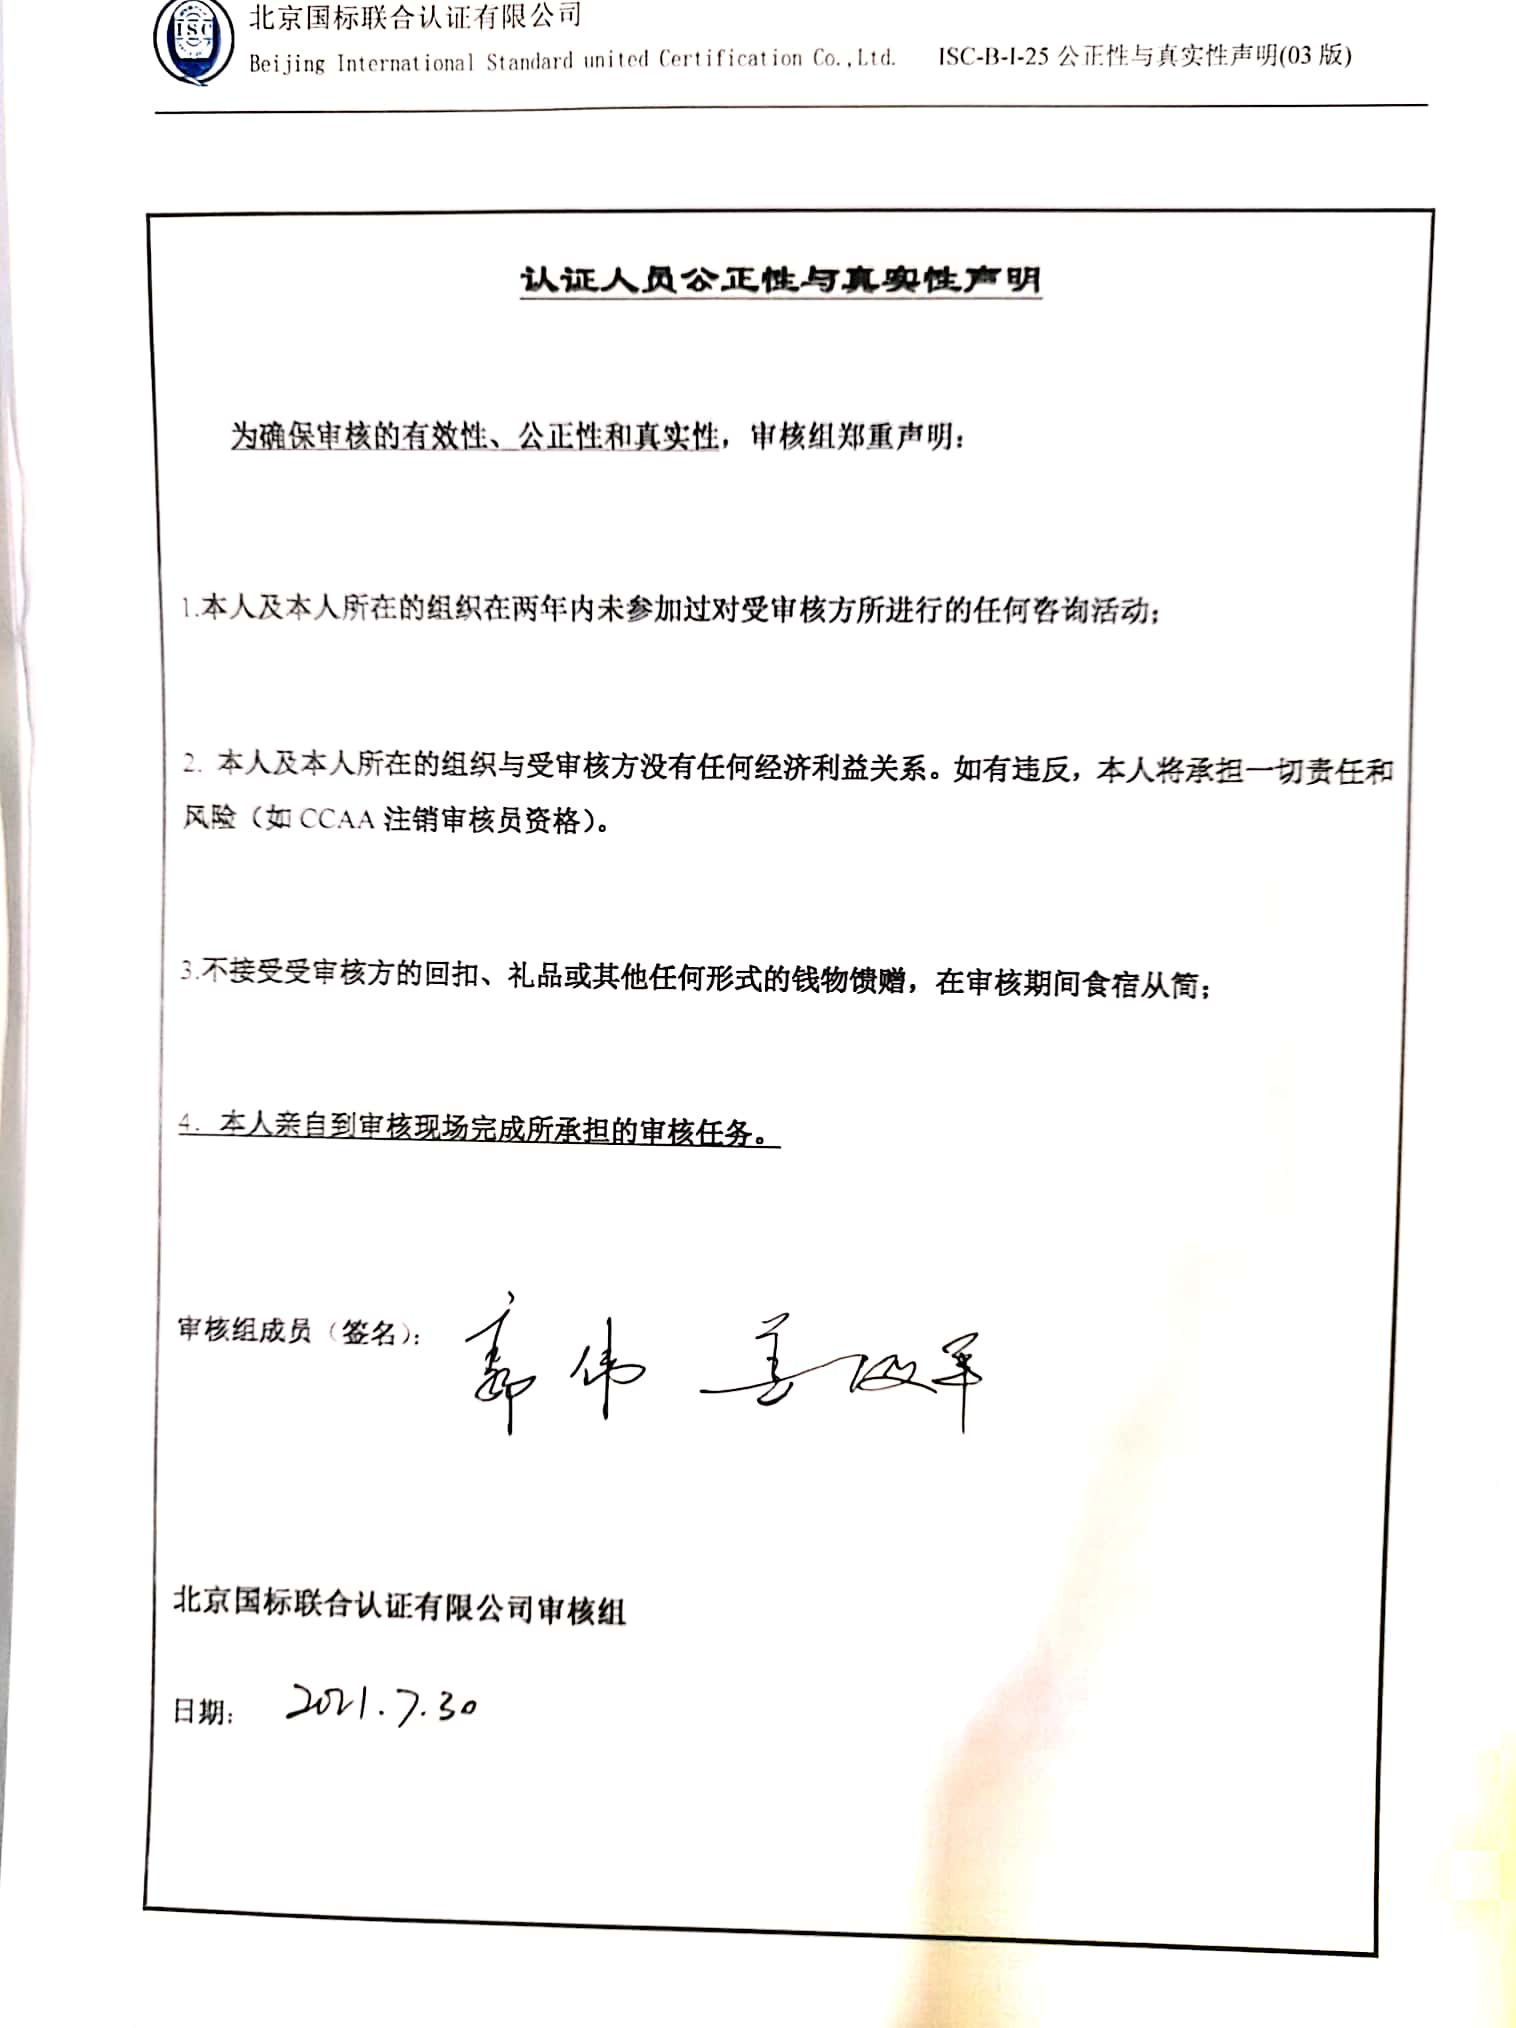 ISC
北京国标联合认证有限公司
Beijing International Standard united Certification Co.,Ltd. ISC-B-I-25 公正性与真实性声明(03 版)
认证人员公正性与真实性声明
为确保审核的有效性、公正性和真实性，审核组郑重声明：
1.本人及本人所在的组织在两年内未参加过对受审核方所进行的任何咨询活动；
2. 本人及本人所在的组织与受审核方没有任何经济利益关系。如有违反，本人将承担一切责任和
风险（如 CCAA 注销审核员资格）。
3.不接受受审核方的回扣、礼品或其他任何形式的钱物馈赠，在审核期间食宿从简；
4. 本人亲自到审核现场完成所承担的审核任务。
审核组成员（签名）： 伟
北京国标联合认证有限公司审核组
日期： 2021.7.30